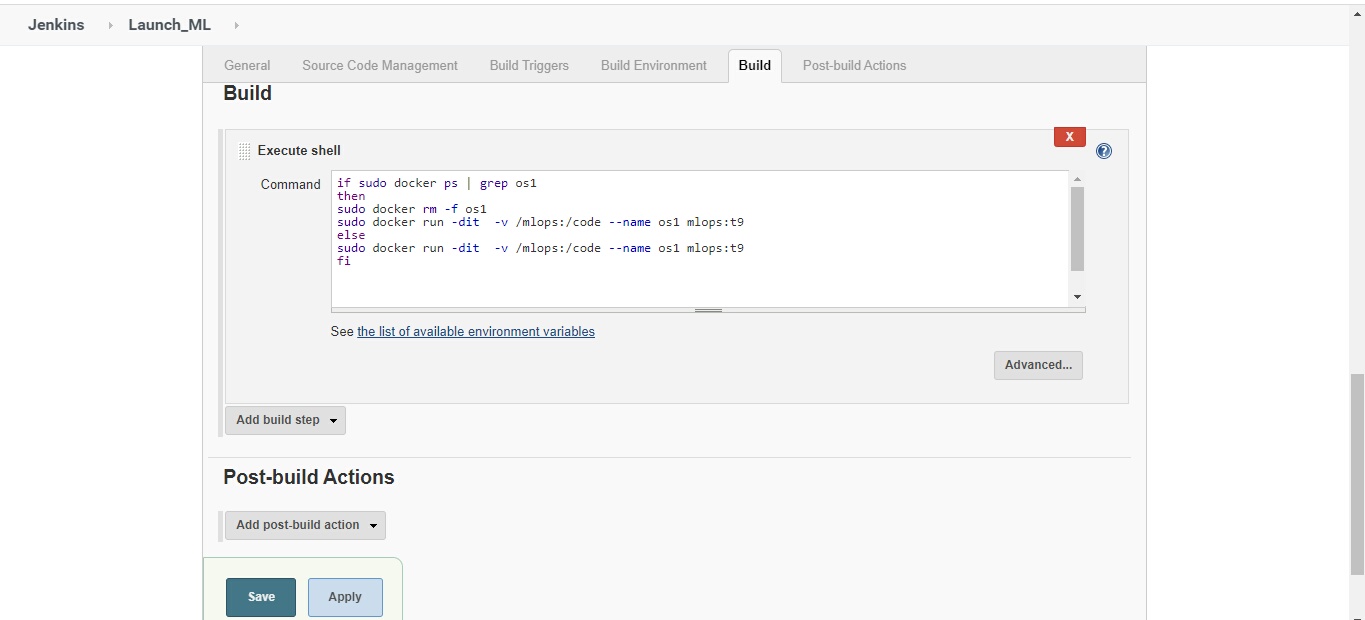 Jenkins Launch_ML
General Source Code Management Build Triggers Build Environment Build Post-build Actions
Build
X
Execute shell
Command
if sudo docker ps | grep os1
then
sudo docker rm -f os1
sudo docker run -dit  -v /mlops:/code --name os1 mlops:t9
else
sudo docker run -dit  -v /mlops:/code --name os1 mlops:t9
fi
See the list of available environment variables
Advanced...
Add build step
Post-build Actions
Add post-build action
Save Apply